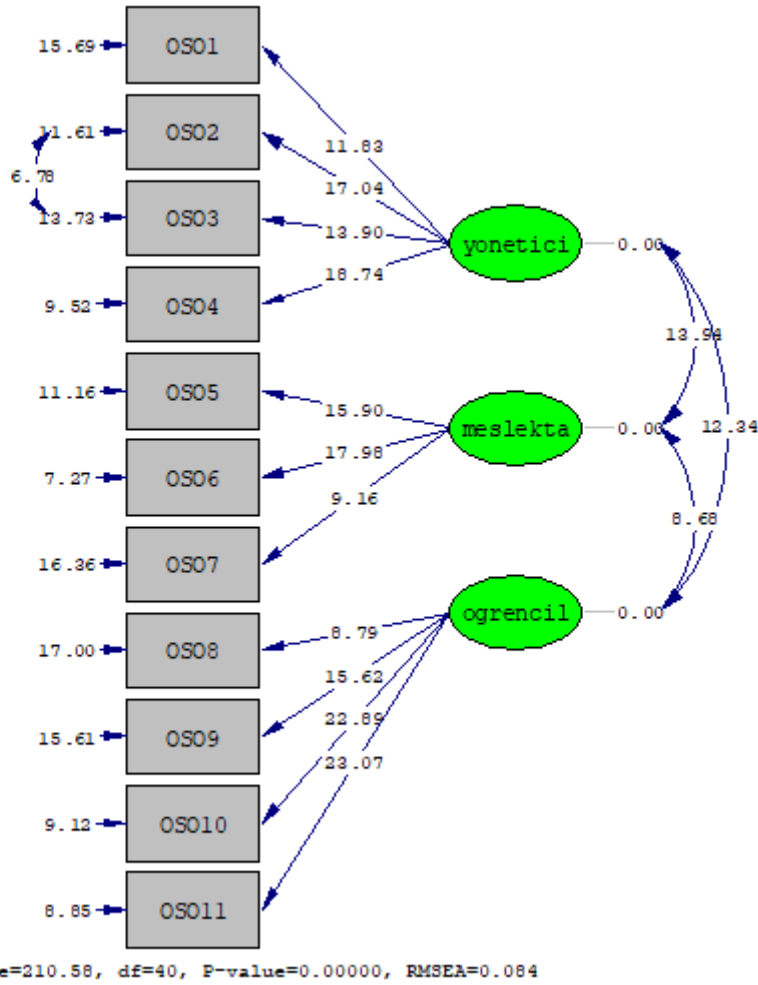 15.69 OSO1
11.83
11.61 OSO2
17.04
6.78
13.73 OSO3
13.90
yonetici 0.00
18.74
9.52 OSO4
13.94
11.16 OSO5
15.90
meslekta 0.00
12.34
17.98
7.27 OSO6
9.16
8.68
16.36 OSO7
ogrencil 0.00
8.79
17.00 OSO8
15.62
22.89
15.61 OSO9
23.07
9.12 OSO10
8.85 OSO11
e=210.58, df=40, P-value=0.00000, RMSEA=0.084